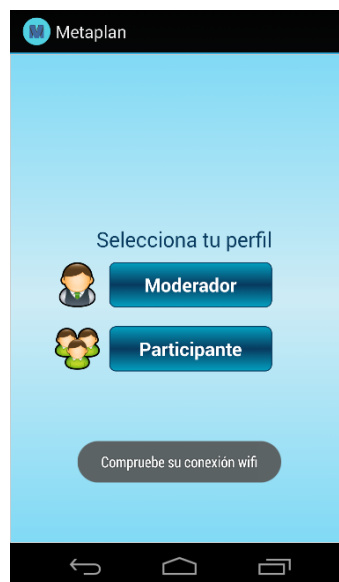 M Metaplan
Selecciona tu perfil
Moderador
Participante
Compruebe su conexión wifi